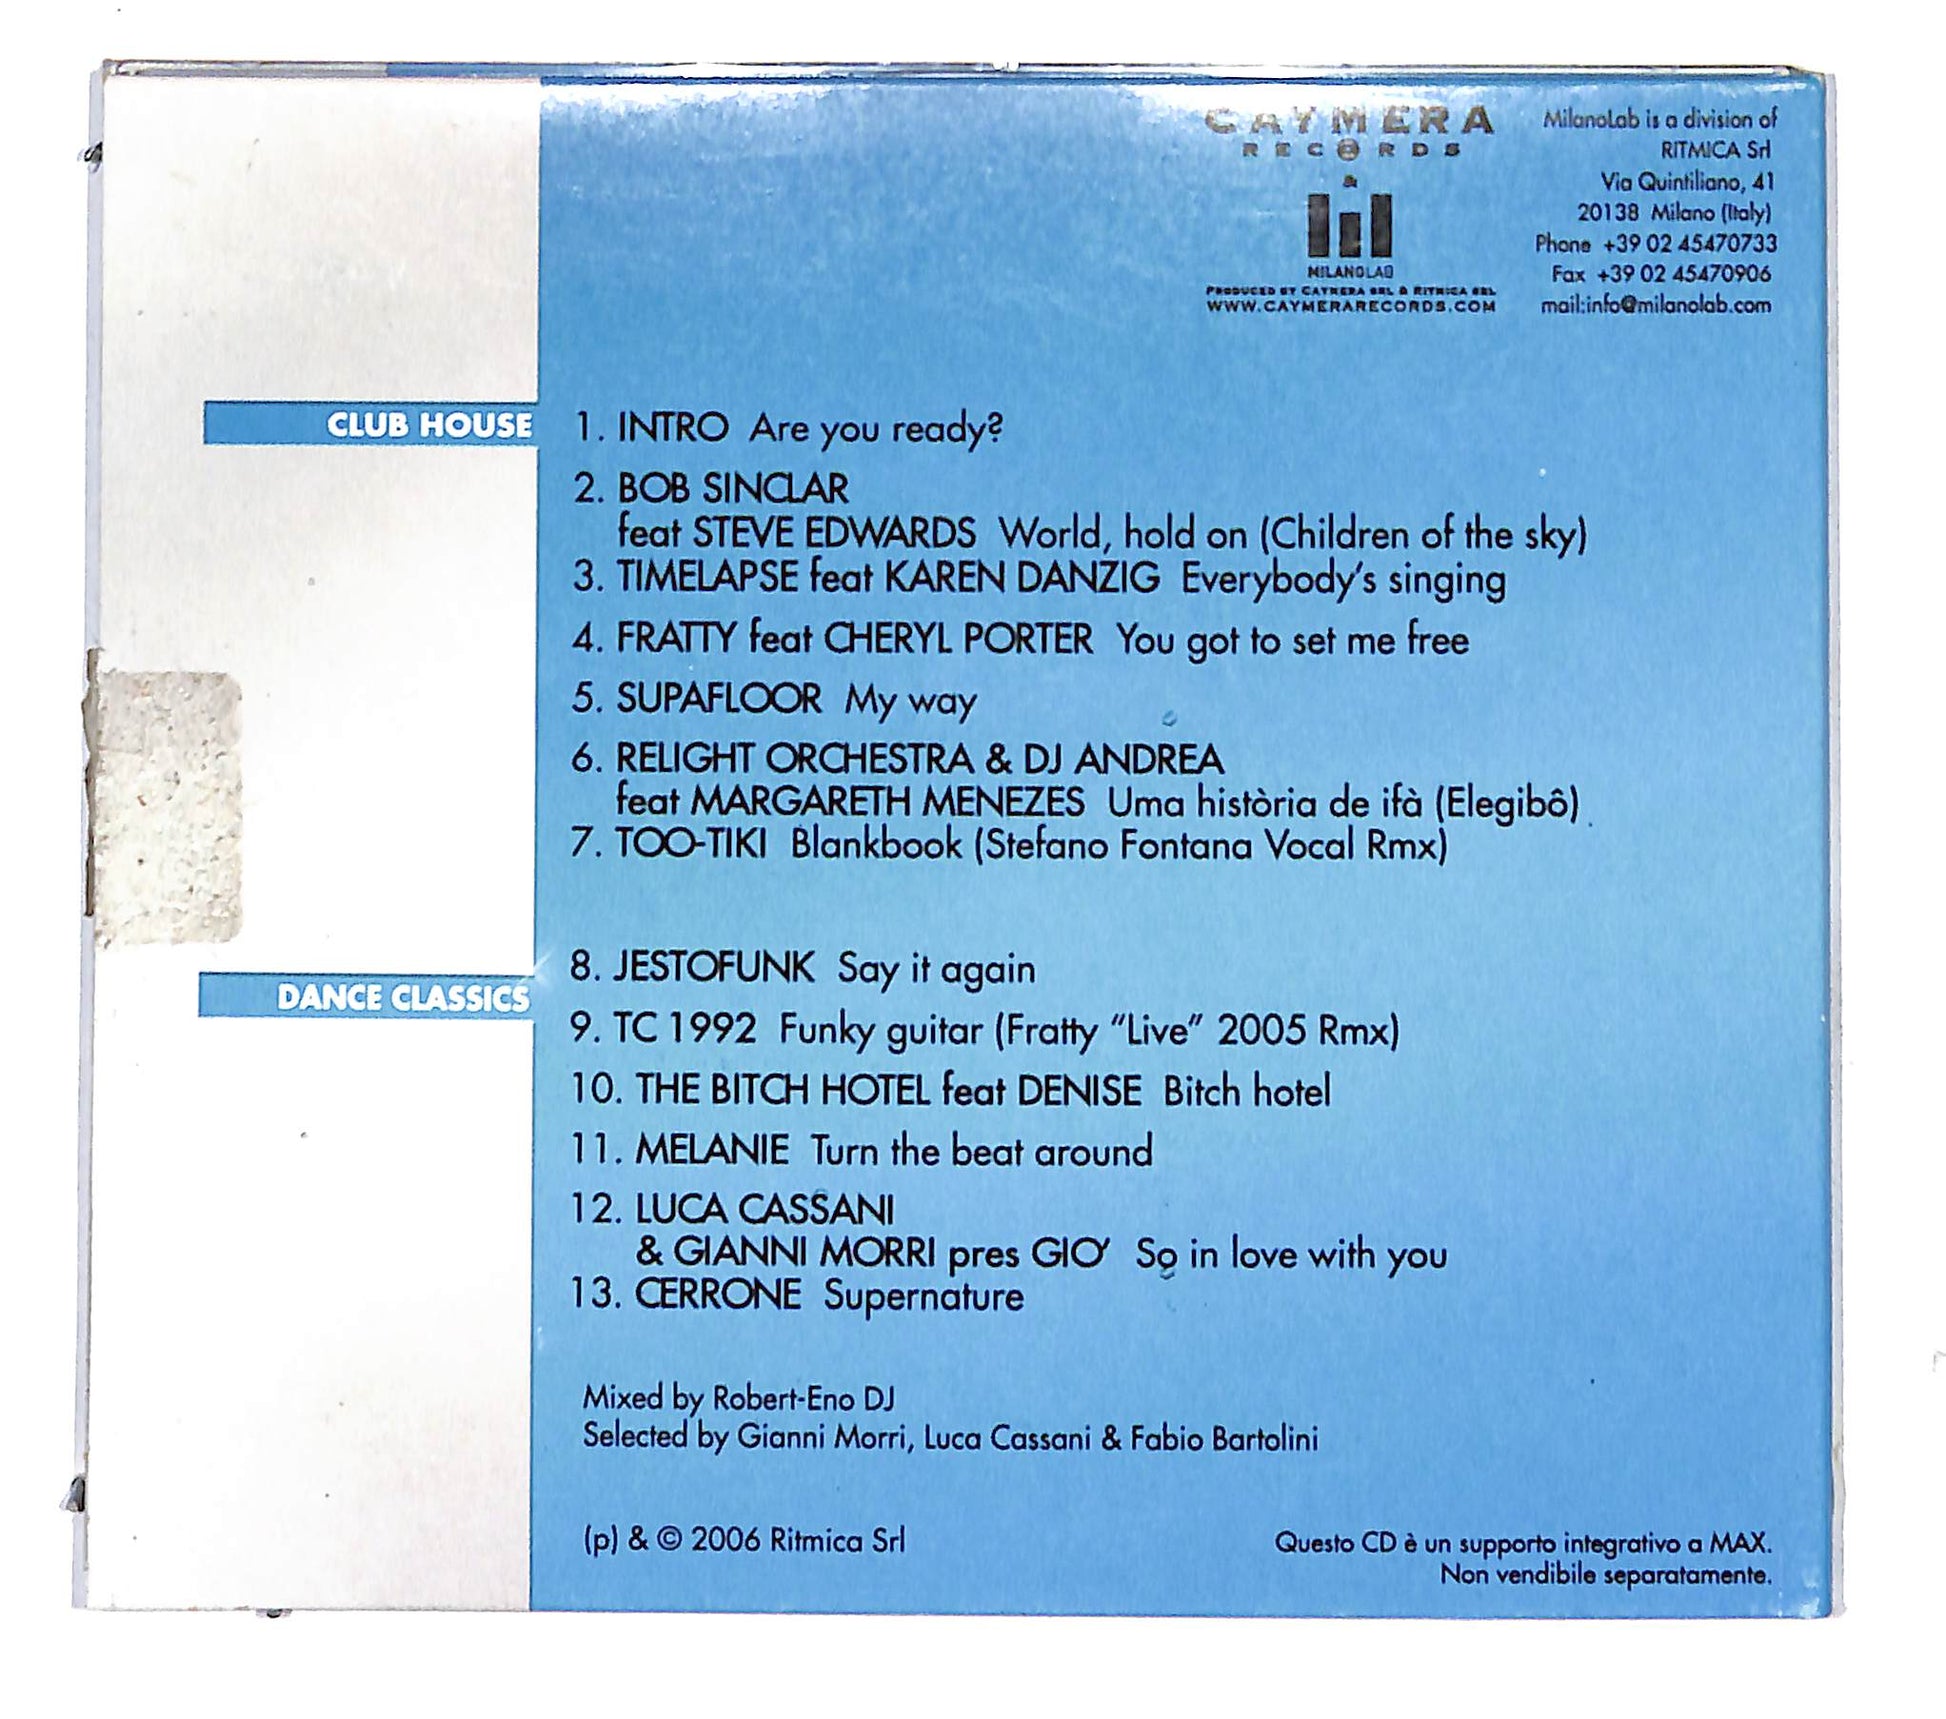 CAYMERA
RECORDS
&
MILANOLAB
PRODUCED BY CAYMERA SRL & RITMICA SRL
WWW.CAYMERARECORDS.COM
MilanoLab is a division of
RITMICA Srl
Via Quintiliano, 41
20138 Milano (Italy)
Phone +39 02 45470733
Fax +39 02 45470906
mail:info@milanolab.com
CLUB HOUSE
1. INTRO Are you ready?
2. BOB SINCLAR
feat STEVE EDWARDS World, hold on (Children of the sky)
3. TIMELAPSE feat KAREN DANZIG Everybody's singing
4. FRATTY feat CHERYL PORTER You got to set me free
5. SUPAFLOOR My way
6. RELIGHT ORCHESTRA & DJ ANDREA
feat MARGARETH MENEZES Uma història de ifà (Elegibô)
7. TOO-TIKI Blankbook (Stefano Fontana Vocal Rmx)
DANCE CLASSICS
8. JESTOFUNK Say it again
9. TC 1992 Funky guitar (Fratty "Live" 2005 Rmx)
10. THE BITCH HOTEL feat DENISE Bitch hotel
11. MELANIE Turn the beat around
12. LUCA CASSANI
& GIANNI MORRI pres GIO' So in love with you
13. CERRONE Supernature
Mixed by Robert-Eno DJ
Selected by Gianni Morri, Luca Cassani & Fabio Bartolini
(p) & © 2006 Ritmica Srl
Questo CD è un supporto integrativo a MAX.
Non vendibile separatamente.